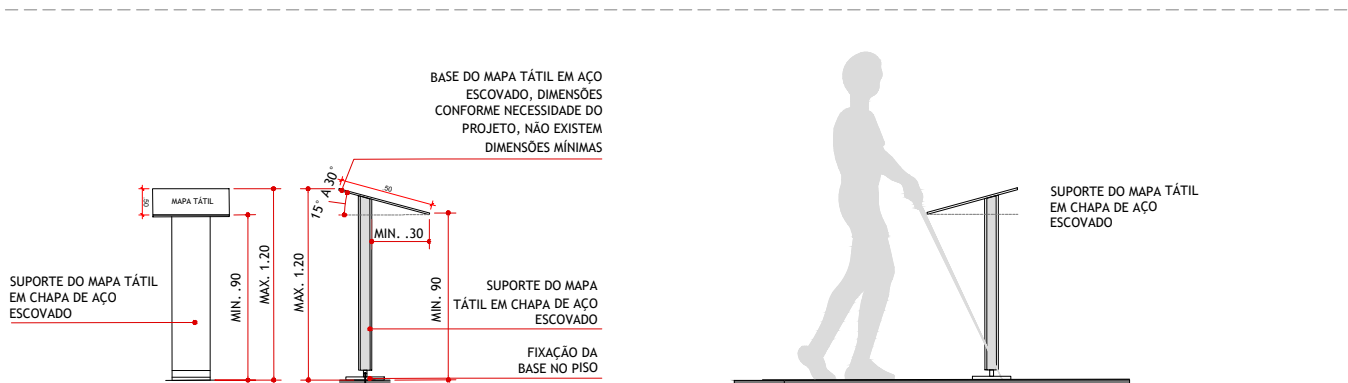 BASE DO MAPA TÁTIL EM AÇO
ESCOVADO, DIMENSÕES
CONFORME NECESSIDADE DO
PROJETO, NÃO EXISTEM
DIMENSÕES MÍNIMAS
MAPA TÁTIL
50
SUPORTE DO MAPA TÁTIL
EM CHAPA DE AÇO
ESCOVADO
MIN. .90
MAX. 1.20
MAX. 1.20
15° A 30°
50
MIN. .30
MIN. 90
SUPORTE DO MAPA
TÁTIL EM CHAPA DE AÇO
ESCOVADO
FIXAÇÃO DA
BASE NO PISO
SUPORTE DO MAPA TÁTIL
EM CHAPA DE AÇO
ESCOVADO